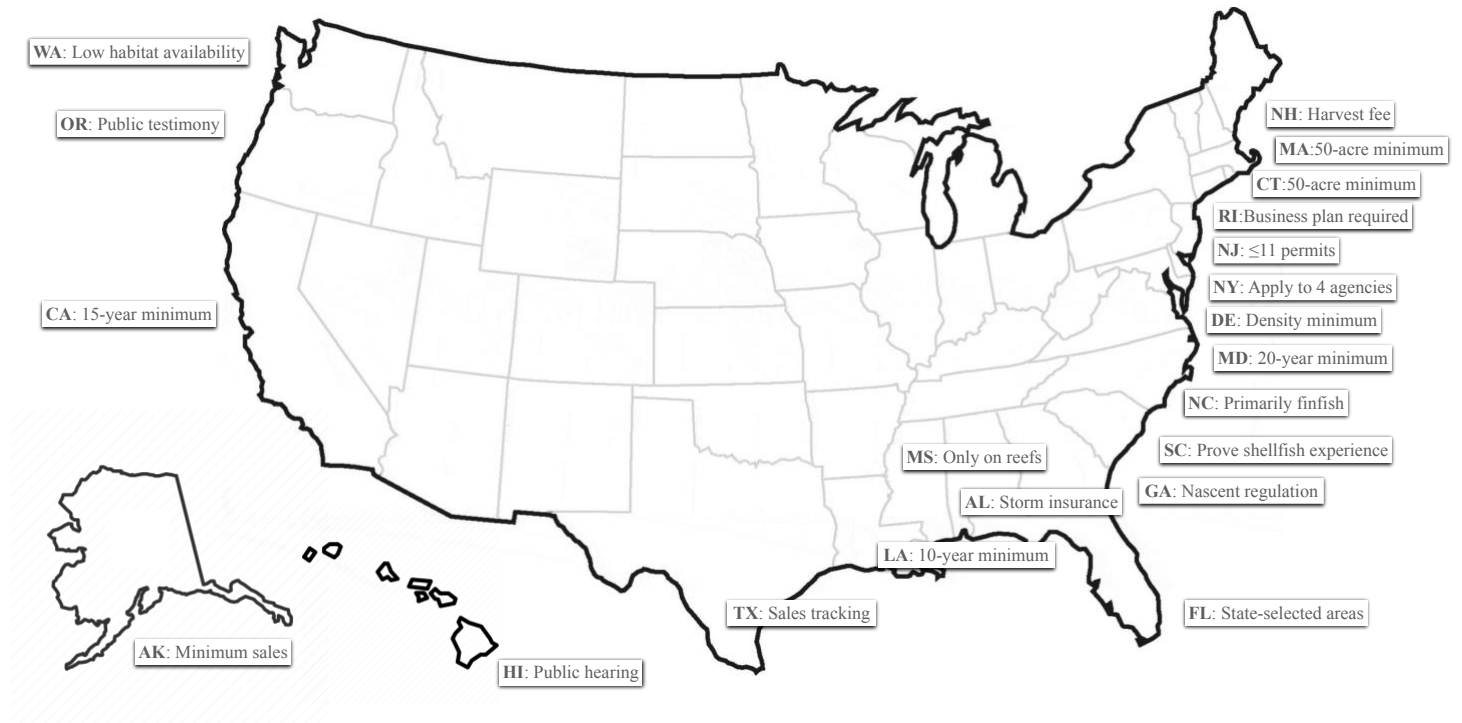 WA: Low habitat availability
OR: Public testimony
NH: Harvest fee
MA:50-acre minimum
CT:50-acre minimum
RI:Business plan required
NJ: ≤11 permits
NY: Apply to 4 agencies
CA: 15-year minimum
DE: Density minimum
MD: 20-year minimum
NC: Primarily finfish
SC: Prove shellfish experience
MS: Only on reefs
GA: Nascent regulation
AL: Storm insurance
LA: 10-year minimum
TX: Sales tracking
FL: State-selected areas
AK: Minimum sales
HI: Public hearing